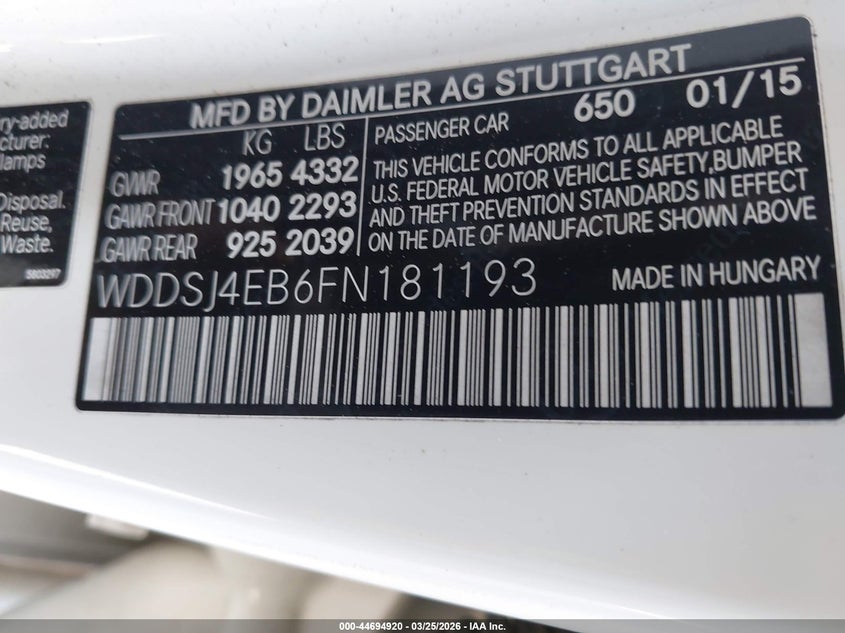 ry-added
cturer:
lamps
Disposal.
Reuse,
Waste.
5803297
MFD BY DAIMLER AG STUTTGART
650 01/15
KG LBS
GVWR 1965 4332
GAWR FRONT 1040 2293
GAWR REAR 925 2039
PASSENGER CAR
THIS VEHICLE CONFORMS TO ALL APPLICABLE
U.S. FEDERAL MOTOR VEHICLE SAFETY, BUMPER
AND THEFT PREVENTION STANDARDS IN EFFECT
ON THE DATE OF MANUFACTURE SHOWN ABOVE
WDDSJ4EB6FN181193
MADE IN HUNGARY
000-44694920 | 03/25/2026 - IAA Inc.